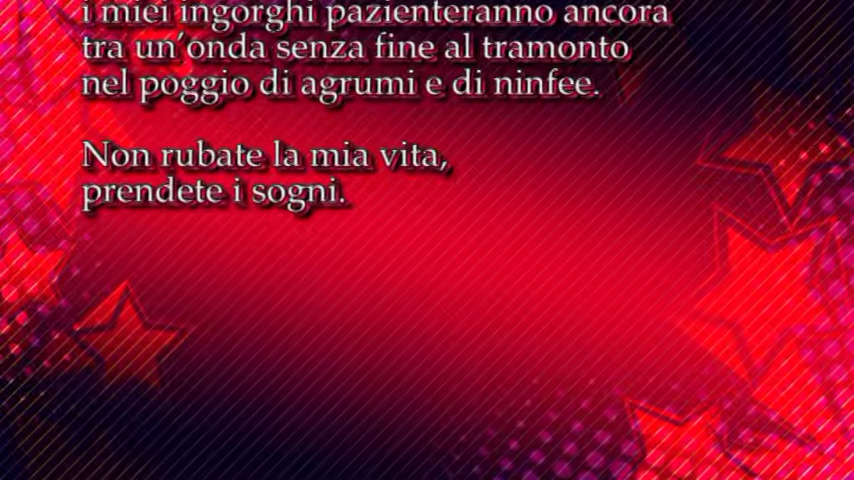 i miei ingorghi pazienteranno ancora
tra un’onda senza fine al tramonto
nel poggio di agrumi e di ninfee.
Non rubate la mia vita,
prendete i sogni.